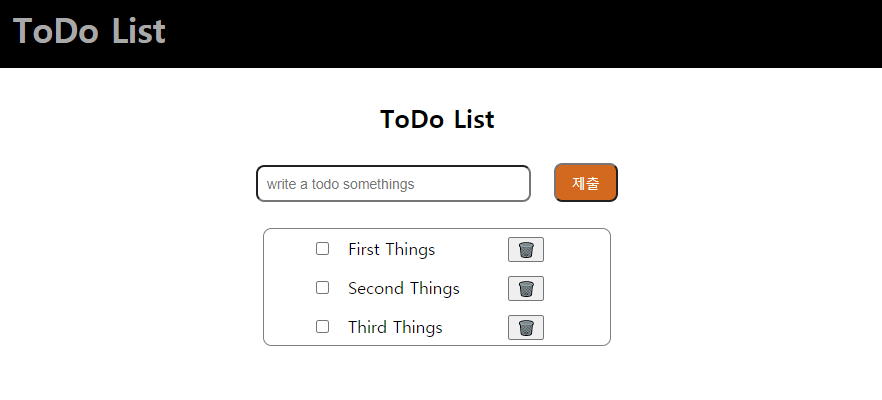 ToDo List
ToDo List
write a todo somethings
제출
First Things
Second Things
Third Things